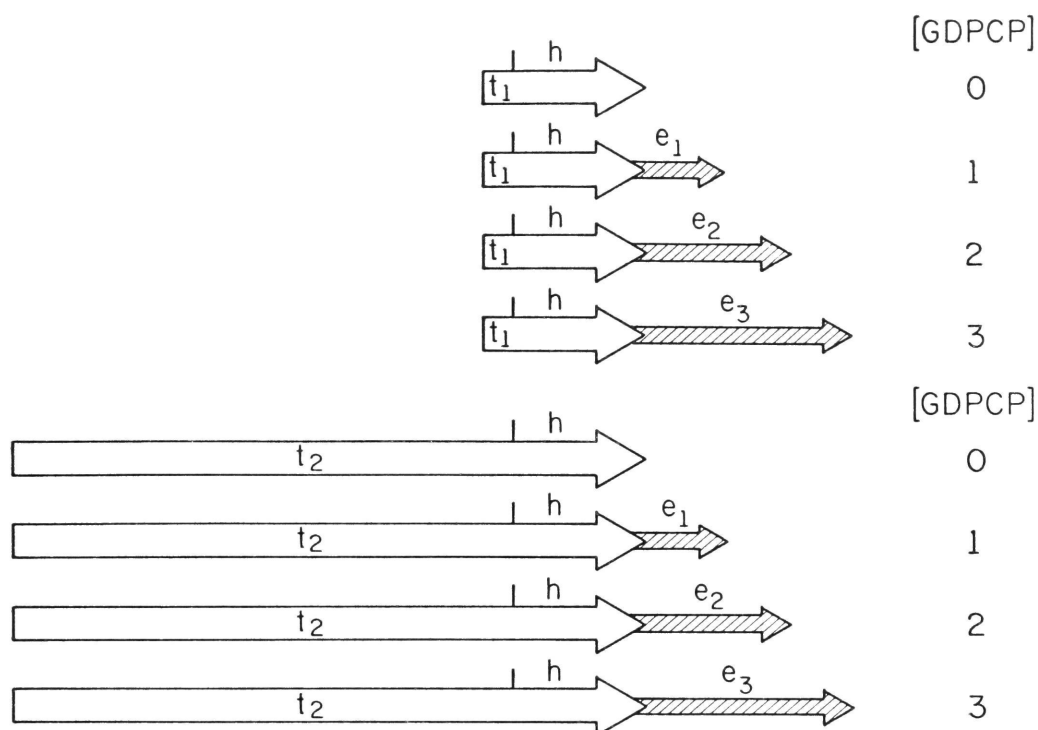 [GDPCP]
h
t₁ 0
h e₁
t₁ 1
h e₂
t₁ 2
h e₃
t₁ 3
[GDPCP]
h
t₂ 0
h e₁
t₂ 1
h e₂
t₂ 2
h e₃
t₂ 3